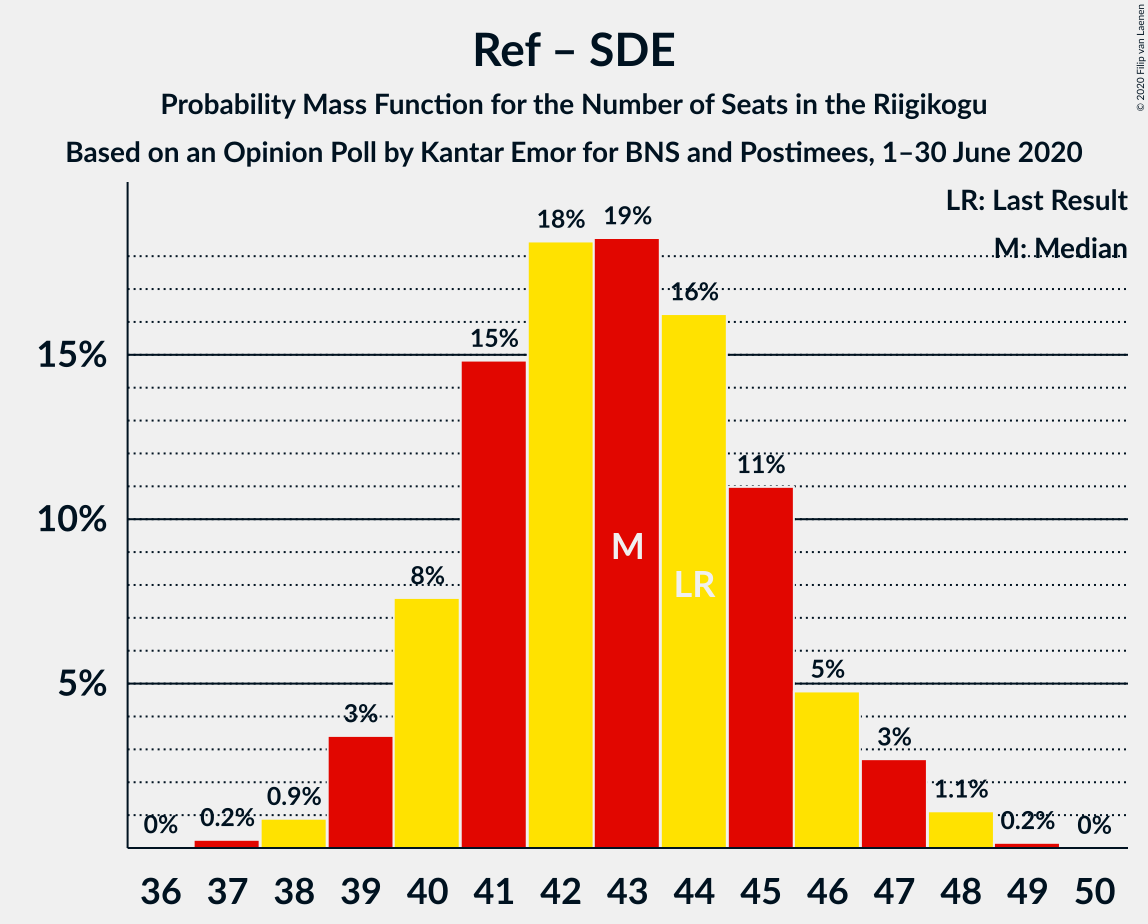 Ref – SDE
Probability Mass Function for the Number of Seats in the Riigikogu
Based on an Opinion Poll by Kantar Emor for BNS and Postimees, 1–30 June 2020
© 2020 Filip van Laenen
LR: Last Result
M: Median
15%
10%
5%
0%
0.2%
0.9%
3%
8%
15%
18%
19%
16%
11%
5%
3%
1.1%
0.2%
0%
M
LR
36 37 38 39 40 41 42 43 44 45 46 47 48 49 50